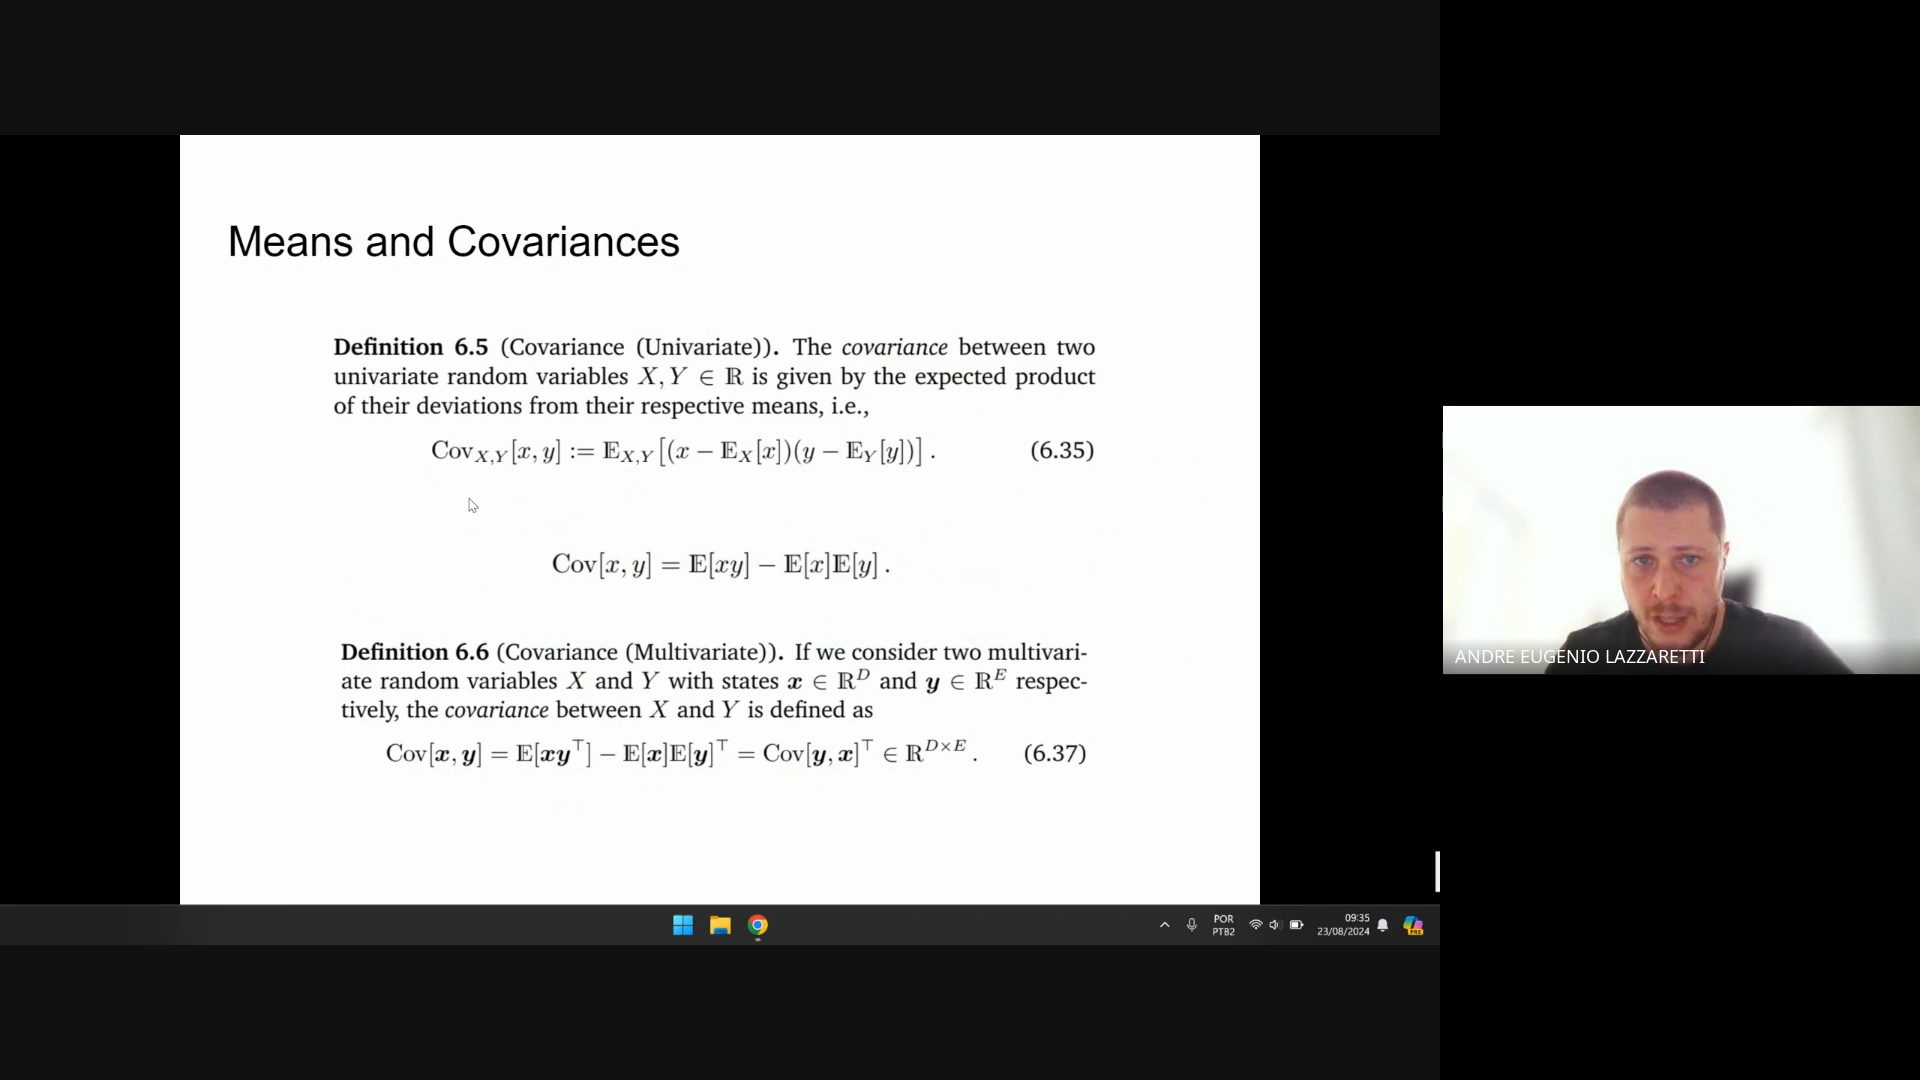 Means and Covariances
Definition 6.5 (Covariance (Univariate)). The covariance between two
univariate random variables X, Y ∈ ℝ is given by the expected product
of their deviations from their respective means, i.e.,
Cov_{X,Y}[x, y] := 𝔼_{X,Y}[(x − 𝔼_X[x])(y − 𝔼_Y[y])] . (6.35)
Cov[x, y] = 𝔼[xy] − 𝔼[x]𝔼[y] .
Definition 6.6 (Covariance (Multivariate)). If we consider two multivari-
ate random variables X and Y with states x ∈ ℝ^D and y ∈ ℝ^E respec-
tively, the covariance between X and Y is defined as
Cov[x, y] = 𝔼[xy^⊤] − 𝔼[x]𝔼[y]^⊤ = Cov[y, x]^⊤ ∈ ℝ^{D×E} . (6.37)
ANDRE EUGENIO LAZZARETTI
POR
PTB2
09:35
23/08/2024
PRE